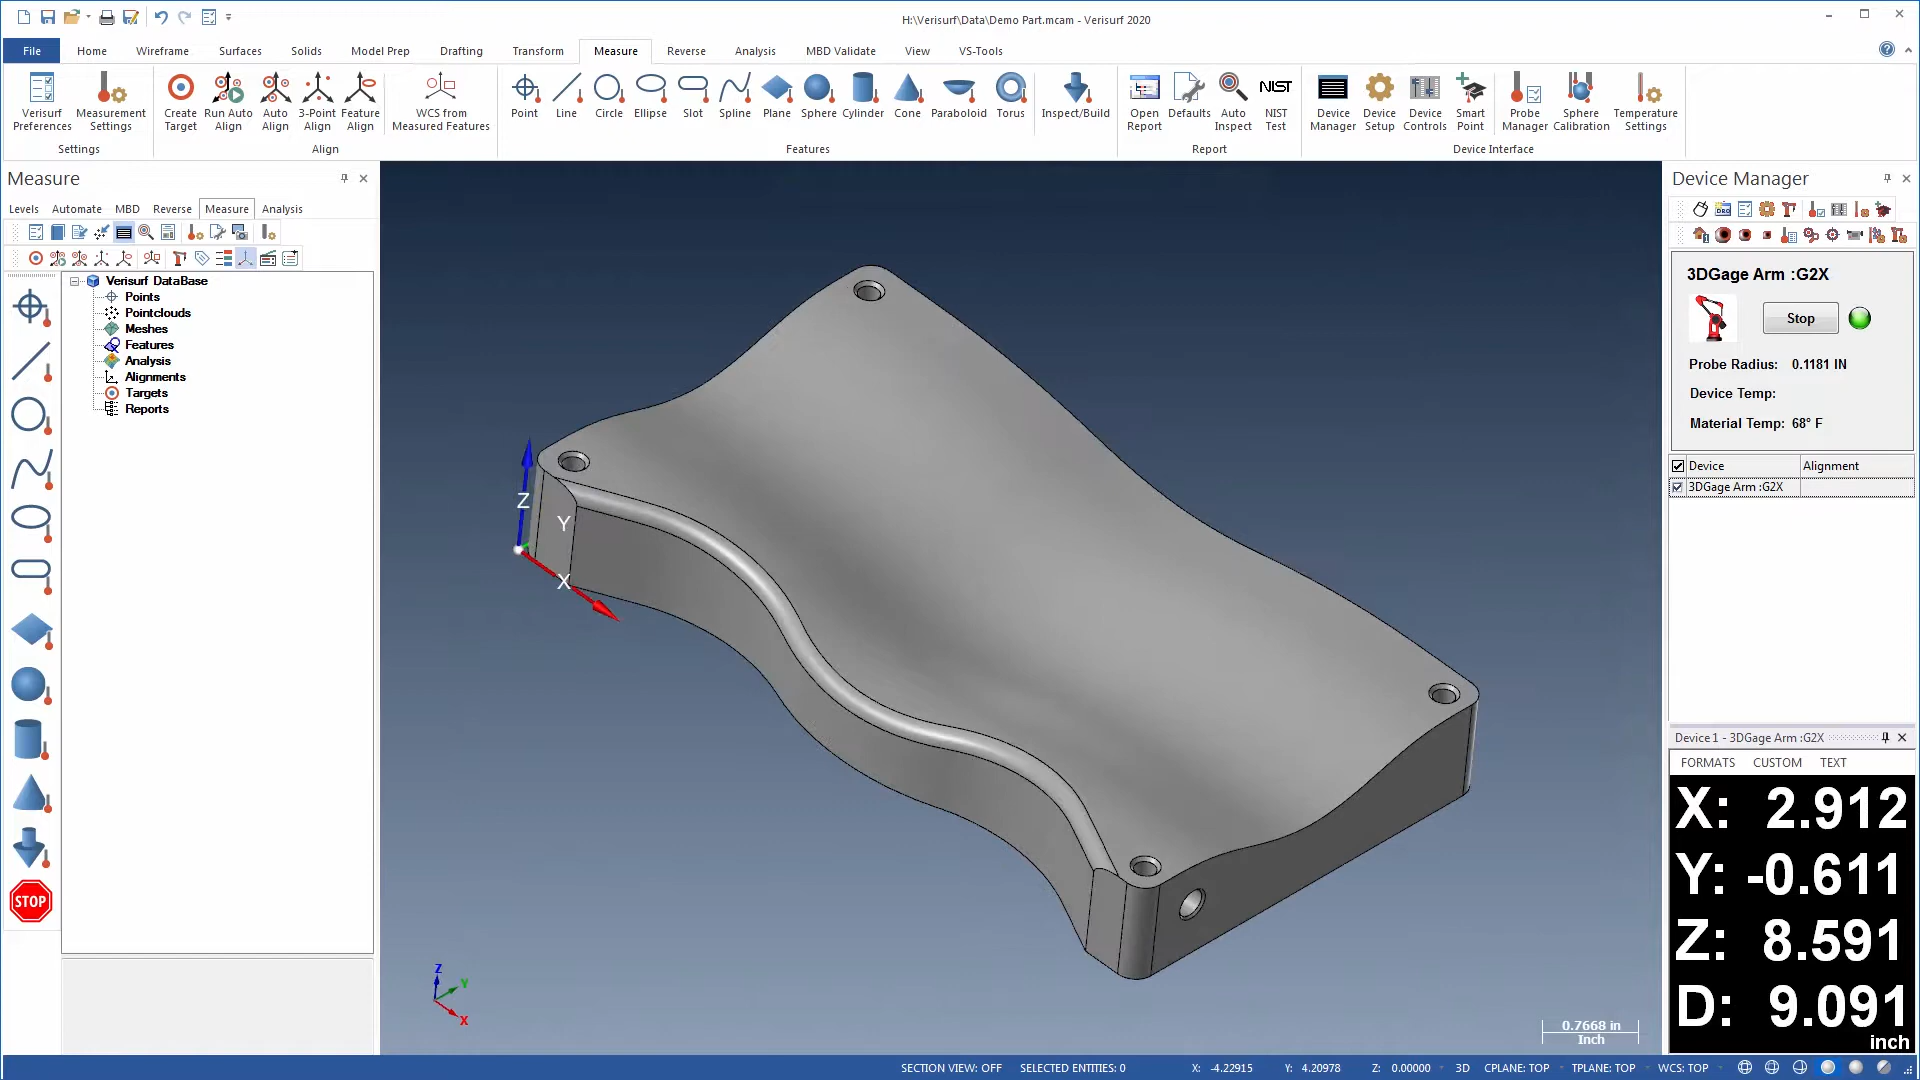 H:\Verisurf\Data\Demo Part.mcam - Verisurf 2020
File Home Wireframe Surfaces Solids Model Prep Drafting Transform Measure Reverse Analysis MBD Validate View VS-Tools
Verisurf Preferences
Measurement Settings
Settings
Create Target
Run Auto Align
Auto Align
3-Point Align
Feature Align
WCS from Measured Features
Align
Point
Line
Circle
Ellipse
Slot
Spline
Plane
Sphere
Cylinder
Cone
Paraboloid
Torus
Inspect/Build
Features
Open Report
Defaults
Auto Inspect
NIST
NIST Test
Report
Device Manager
Device Setup
Device Controls
Smart Point
Probe Manager
Sphere Calibration
Temperature Settings
Device Interface
Measure
Levels Automate MBD Reverse Measure Analysis
Verisurf DataBase
Points
Pointclouds
Meshes
Features
Analysis
Alignments
Targets
Reports
STOP
Z
Y
X
Z
Y
X
0.7668 in
Inch
Device Manager
DRO
3DGage Arm :G2X
Stop
Probe Radius: 0.1181 IN
Device Temp:
Material Temp: 68° F
Device Alignment
3DGage Arm :G2X
Device 1 - 3DGage Arm :G2X
FORMATS CUSTOM TEXT
X: 2.912
Y: -0.611
Z: 8.591
D: 9.091
inch
SECTION VIEW: OFF SELECTED ENTITIES: 0 X: -4.22915 Y: 4.20978 Z: 0.00000 3D CPLANE: TOP TPLANE: TOP WCS: TOP